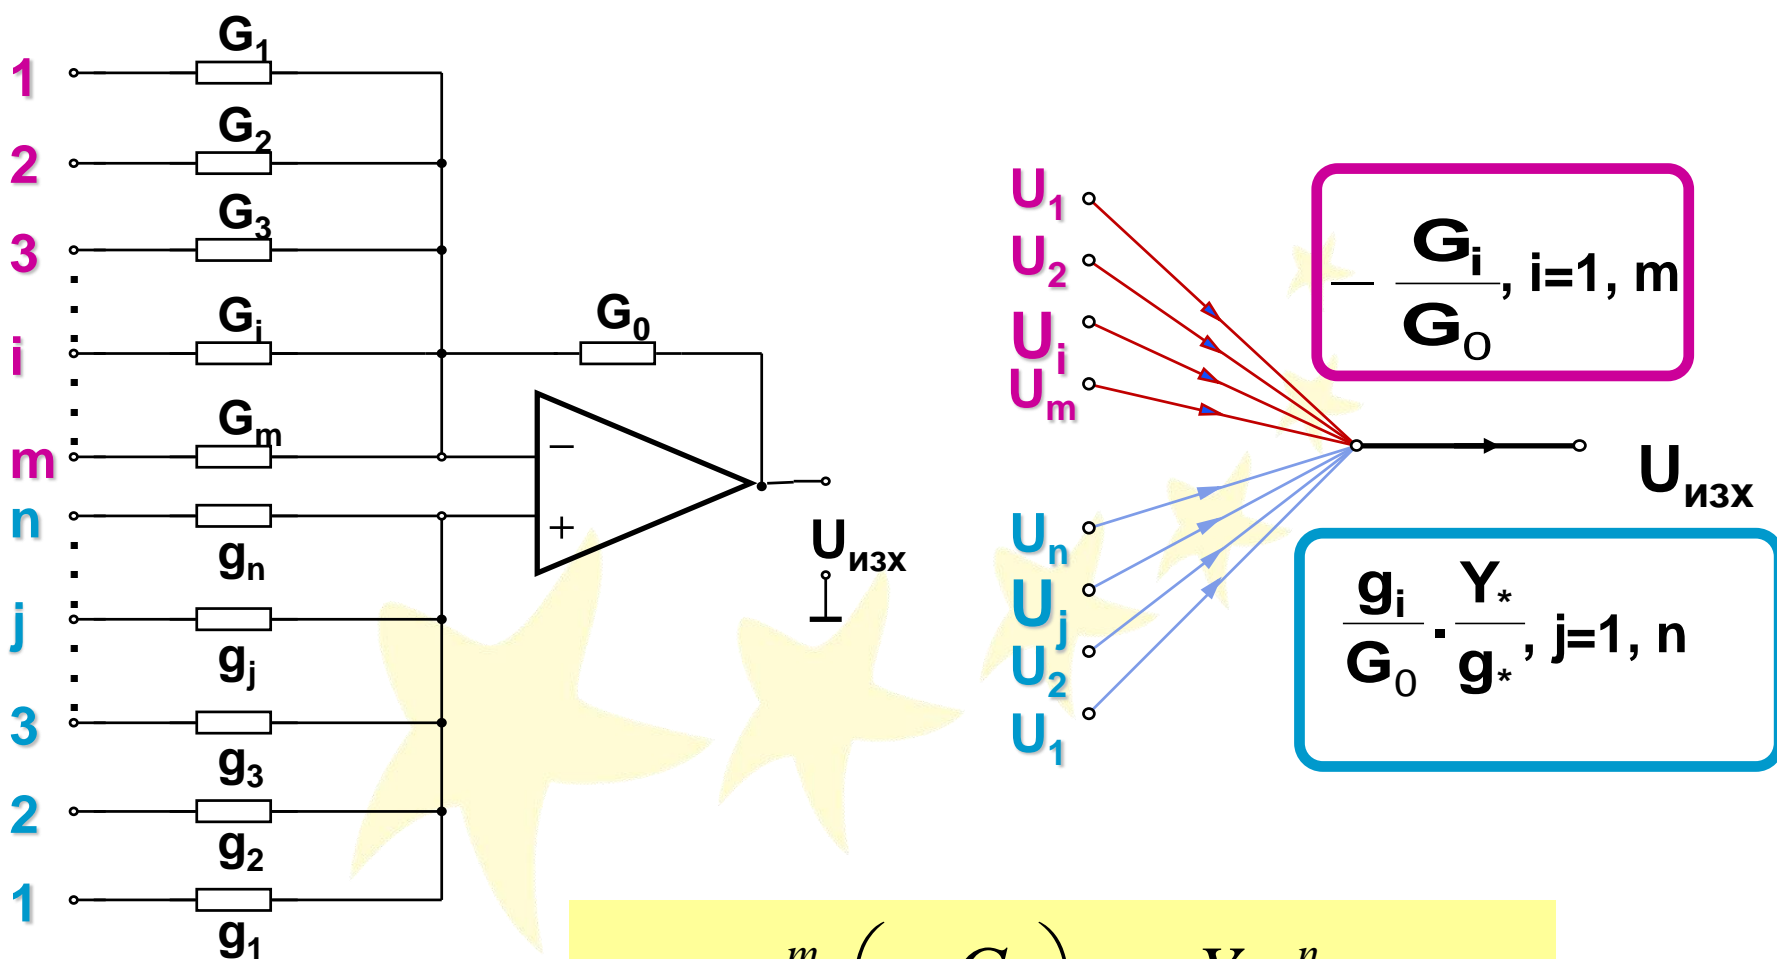 1 G₁
2 G₂
3 G₃
i Gᵢ
m Gₘ
G₀
−
+
n gₙ
j gⱼ
3 g₃
2 g₂
1 g₁
Uизх
U₁
U₂
Uᵢ
Uₘ
Uₙ
Uⱼ
U₂
U₁
Uизх
− Gᵢ/G₀, i=1, m
gᵢ/G₀ · Y*/g*, j=1, n